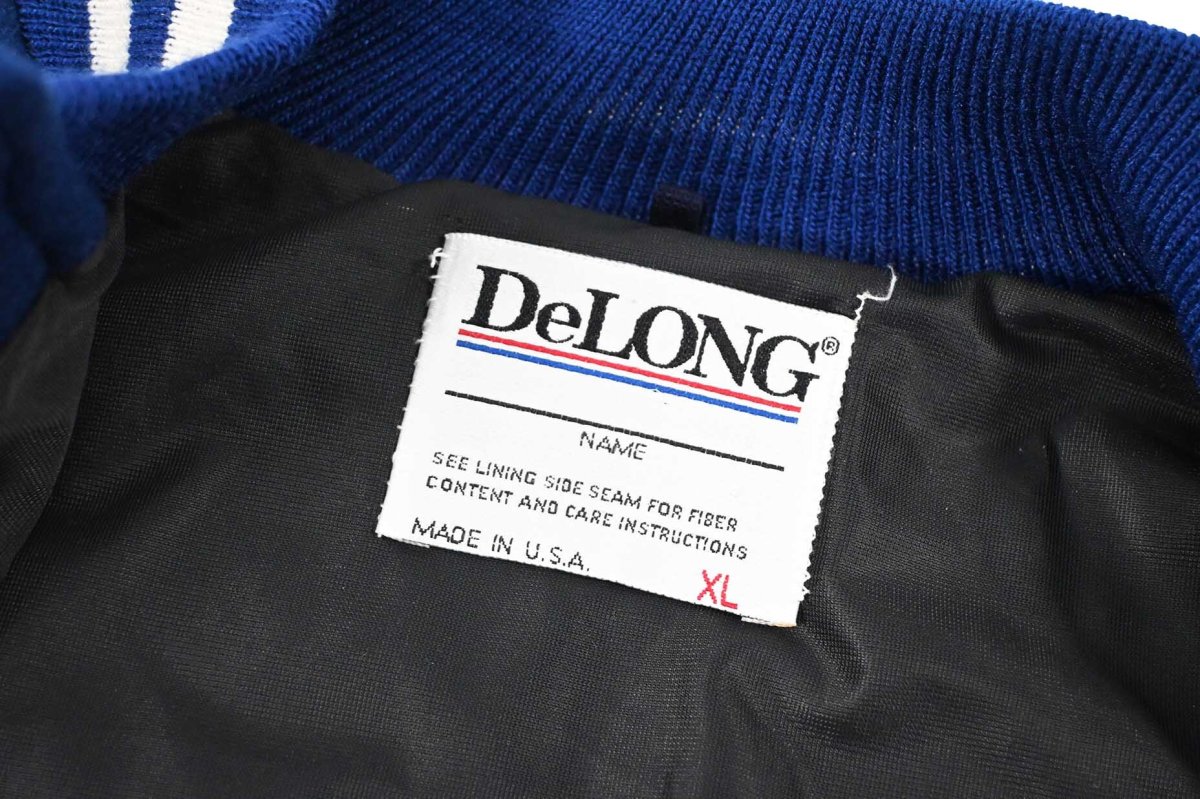 DeLONG®
NAME
SEE LINING SIDE SEAM FOR FIBER
CONTENT AND CARE INSTRUCTIONS
MADE IN U.S.A.
XL